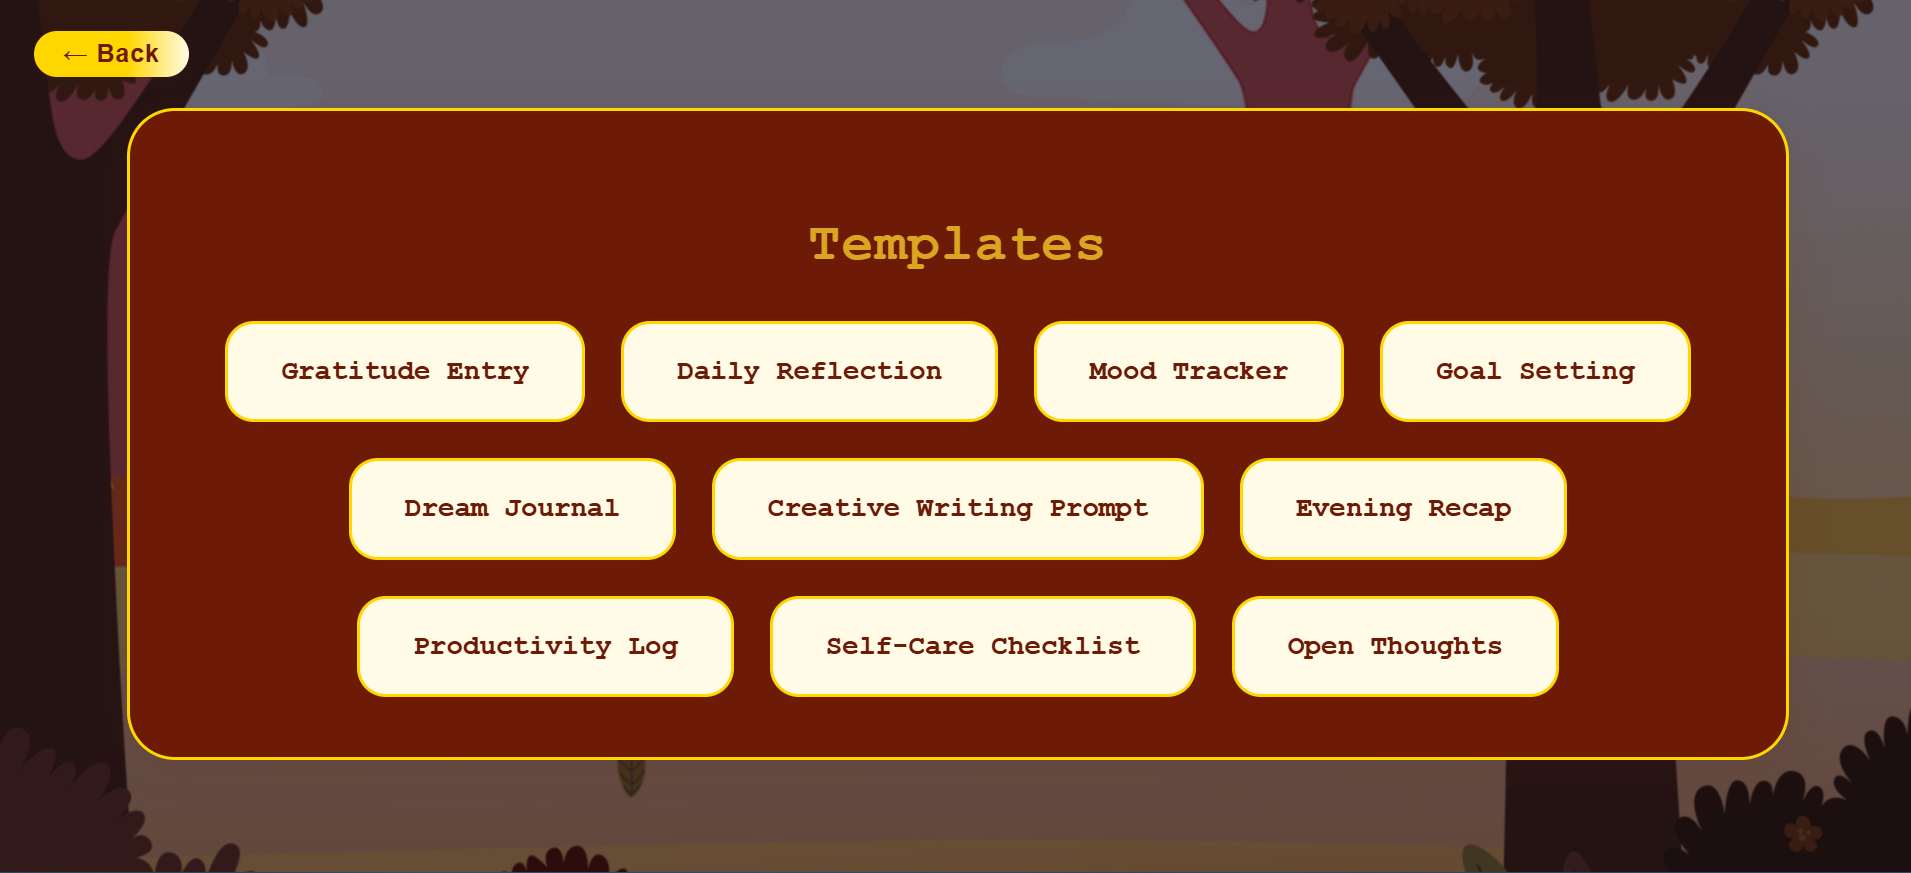 ← Back
Templates
Gratitude Entry
Daily Reflection
Mood Tracker
Goal Setting
Dream Journal
Creative Writing Prompt
Evening Recap
Productivity Log
Self-Care Checklist
Open Thoughts